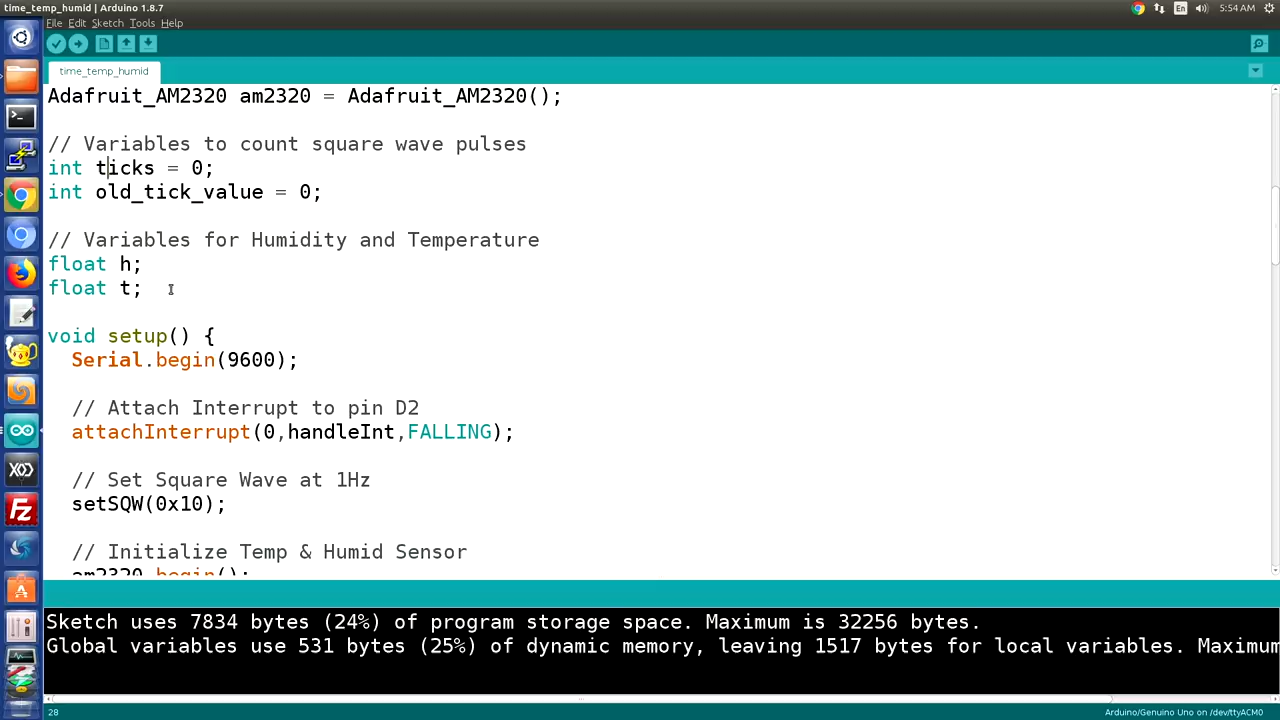 time_temp_humid | Arduino 1.8.7
En
5:54 AM
File Edit Sketch Tools Help
time_temp_humid
Adafruit_AM2320 am2320 = Adafruit_AM2320();
// Variables to count square wave pulses
int ticks = 0;
int old_tick_value = 0;
// Variables for Humidity and Temperature
float h;
float t;
void setup() {
Serial.begin(9600);
// Attach Interrupt to pin D2
attachInterrupt(0,handleInt,FALLING);
// Set Square Wave at 1Hz
setSQW(0x10);
// Initialize Temp & Humid Sensor
am2320.begin();
Sketch uses 7834 bytes (24%) of program storage space. Maximum is 32256 bytes.
Global variables use 531 bytes (25%) of dynamic memory, leaving 1517 bytes for local variables. Maximum
28
Arduino/Genuino Uno on /dev/ttyACM0